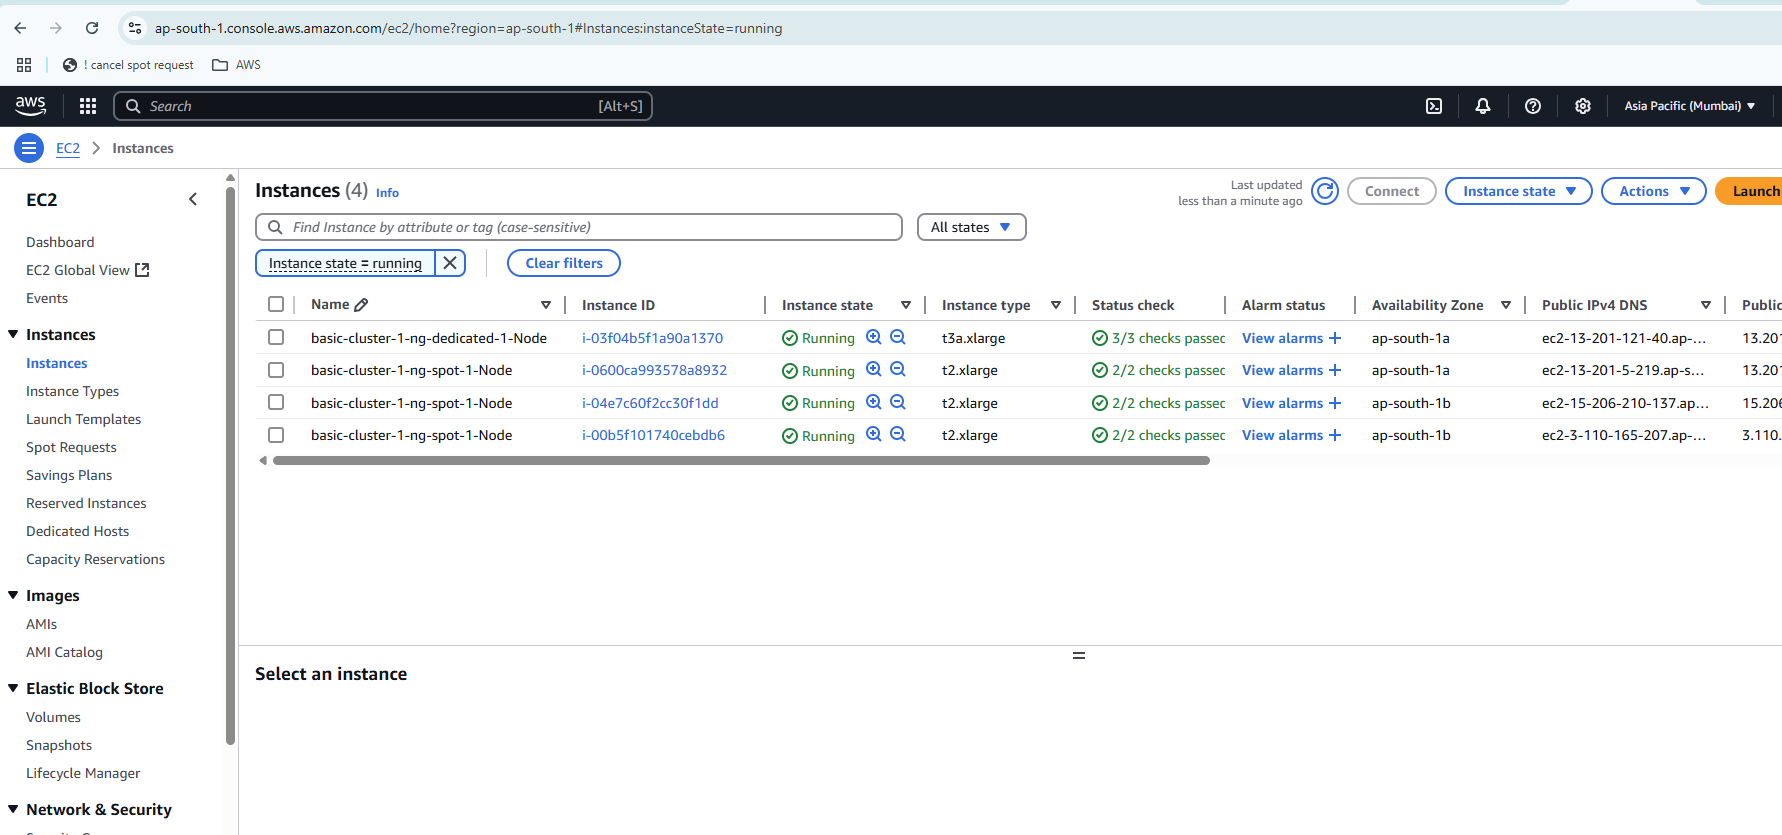 ap-south-1.console.aws.amazon.com/ec2/home?region=ap-south-1#Instances:instanceState=running
! cancel spot request AWS
aws Search [Alt+S] Asia Pacific (Mumbai)
EC2 Instances
EC2
Dashboard
EC2 Global View
Events
Instances
Instances
Instance Types
Launch Templates
Spot Requests
Savings Plans
Reserved Instances
Dedicated Hosts
Capacity Reservations
Images
AMIs
AMI Catalog
Elastic Block Store
Volumes
Snapshots
Lifecycle Manager
Network & Security
Instances (4) Info
Last updated
less than a minute ago
Connect Instance state Actions Launch
Find Instance by attribute or tag (case-sensitive) All states
Instance state = running Clear filters
Name Instance ID Instance state Instance type Status check Alarm status Availability Zone Public IPv4 DNS Public
basic-cluster-1-ng-dedicated-1-Node i-03f04b5f1a90a1370 Running t3a.xlarge 3/3 checks passed View alarms + ap-south-1a ec2-13-201-121-40.ap-... 13.201
basic-cluster-1-ng-spot-1-Node i-0600ca993578a8932 Running t2.xlarge 2/2 checks passed View alarms + ap-south-1a ec2-13-201-5-219.ap-s... 13.201
basic-cluster-1-ng-spot-1-Node i-04e7c60f2cc30f1dd Running t2.xlarge 2/2 checks passed View alarms + ap-south-1b ec2-15-206-210-137.ap... 15.206
basic-cluster-1-ng-spot-1-Node i-00b5f101740cebdb6 Running t2.xlarge 2/2 checks passed View alarms + ap-south-1b ec2-3-110-165-207.ap-... 3.110.
Select an instance